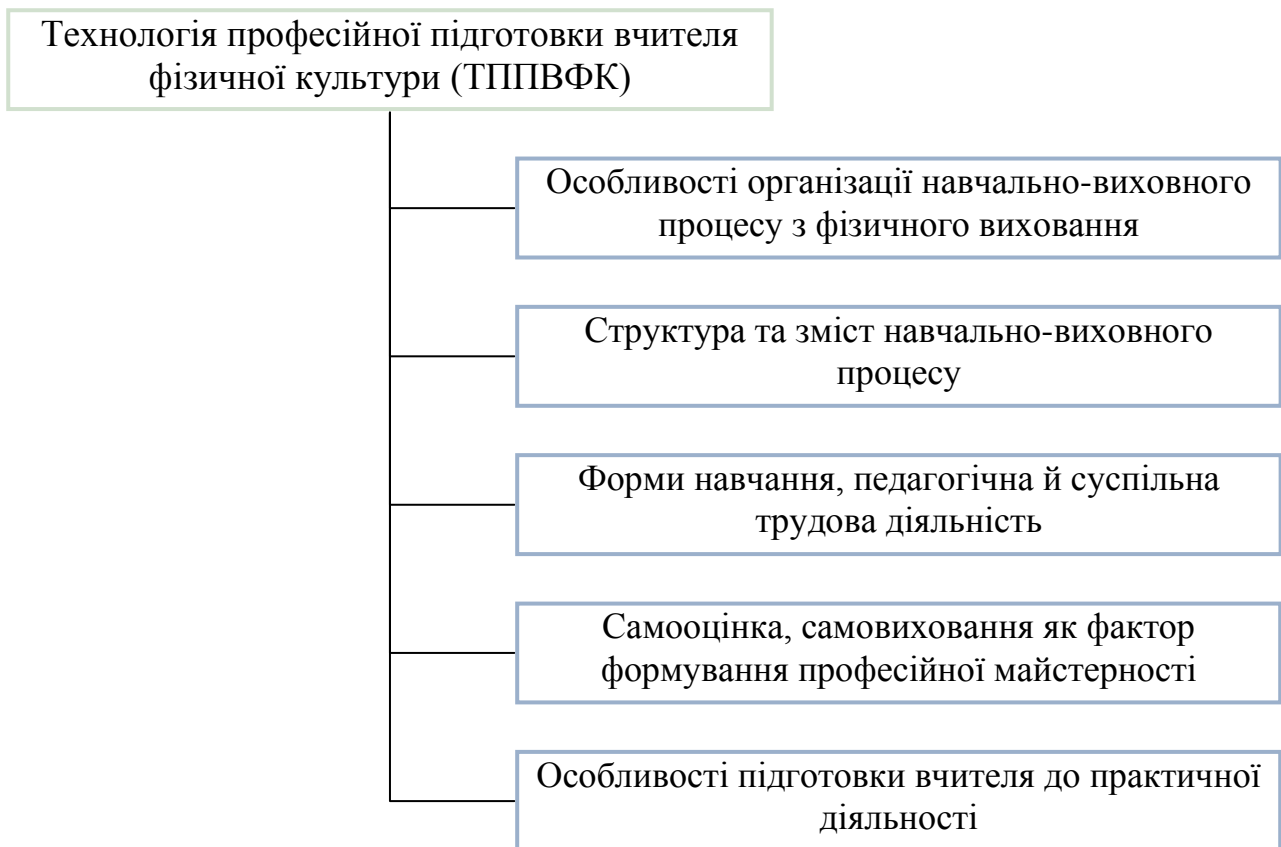 Технологія професійної підготовки вчителя
фізичної культури (ТППВФК)
Особливості організації навчально-виховного
процесу з фізичного виховання
Структура та зміст навчально-виховного
процесу
Форми навчання, педагогічна й суспільна
трудова діяльність
Самооцінка, самовиховання як фактор
формування професійної майстерності
Особливості підготовки вчителя до практичної
діяльності